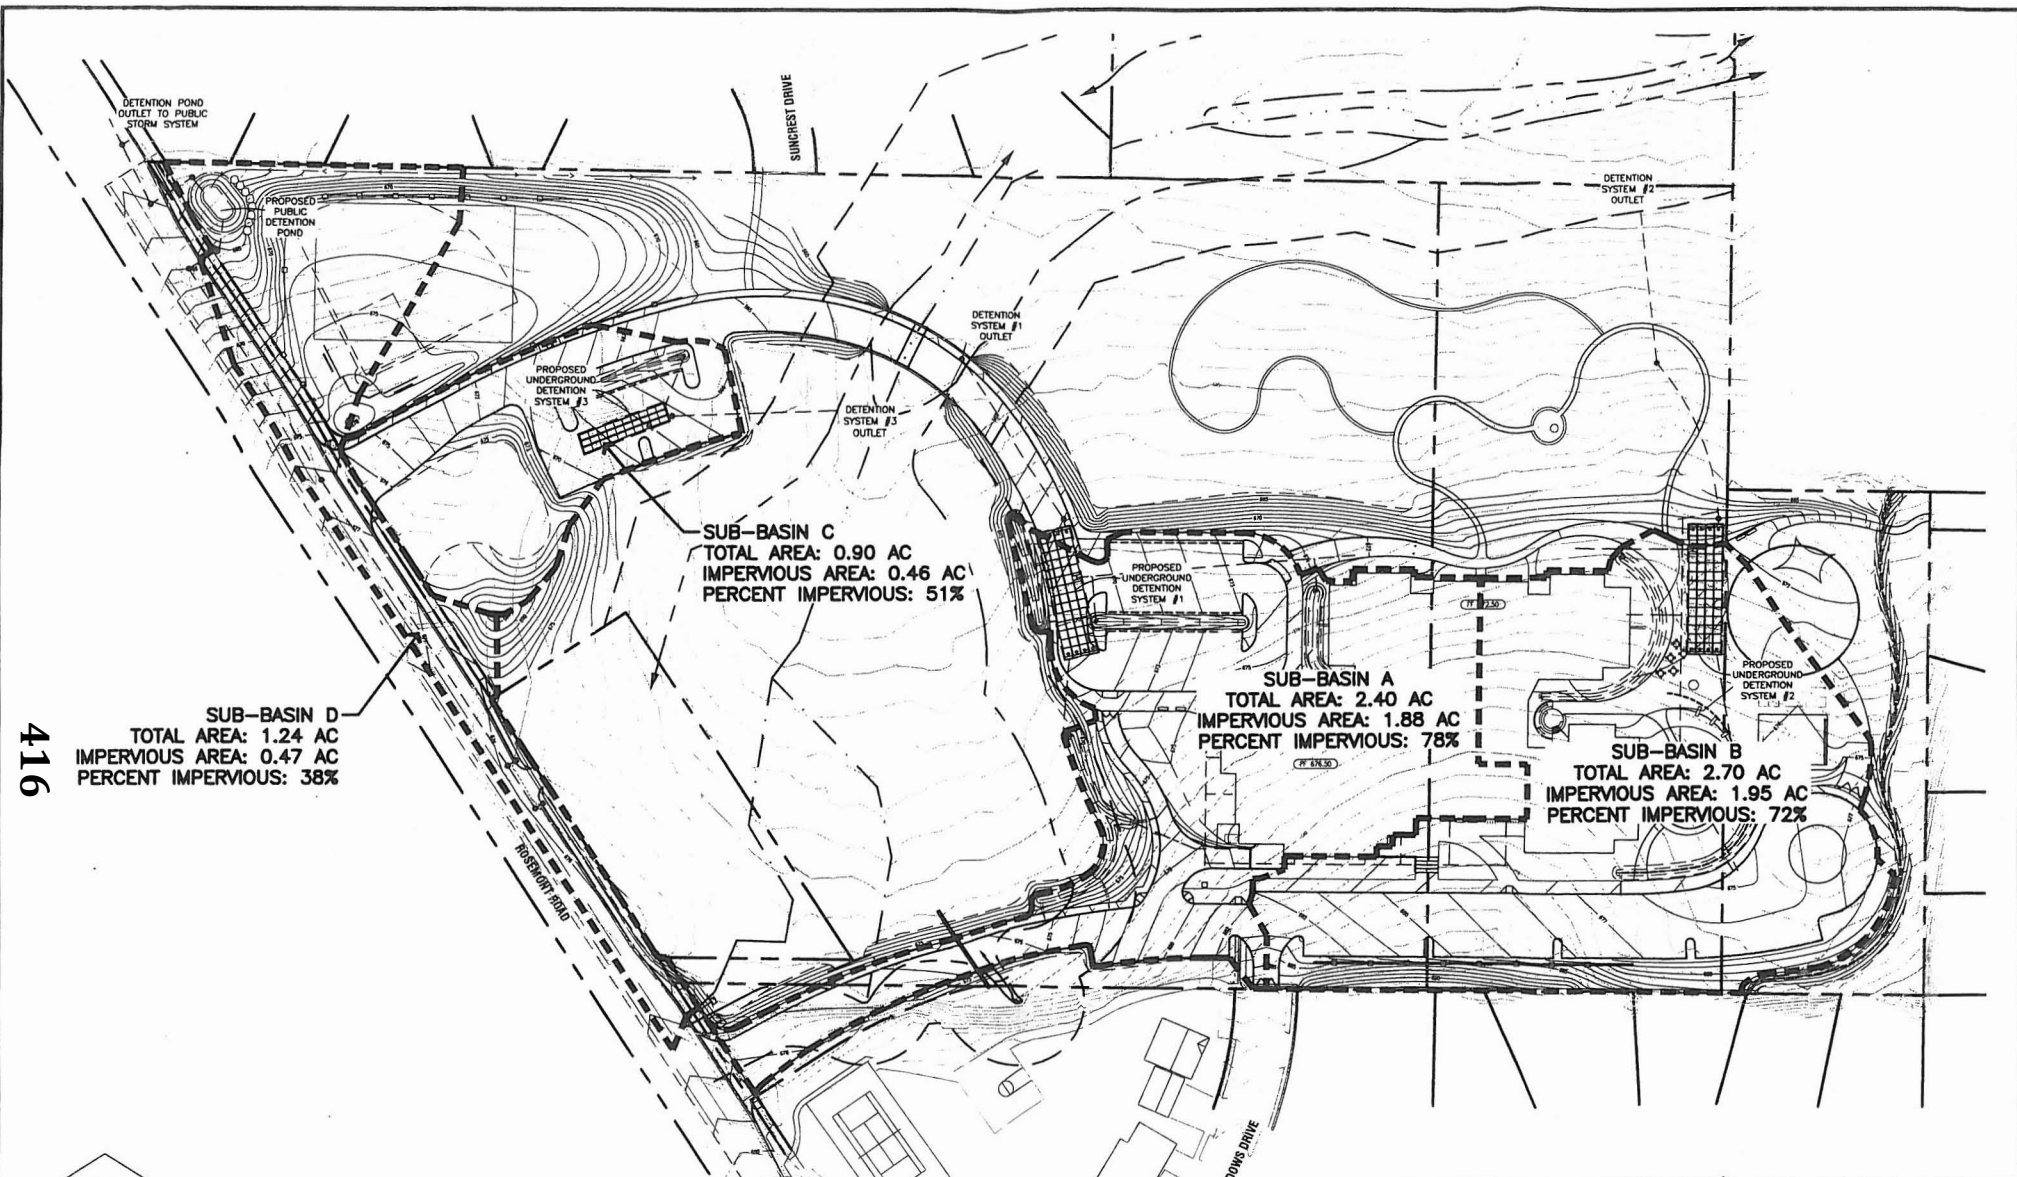 DETENTION POND
OUTLET TO PUBLIC
STORM SYSTEM
SUNCREST DRIVE
PROPOSED
PUBLIC
DETENTION
POND
DETENTION
SYSTEM #2
OUTLET
DETENTION
SYSTEM #1
OUTLET
PROPOSED
UNDERGROUND
DETENTION
SYSTEM #3
DETENTION
SYSTEM #3
OUTLET
SUB-BASIN C
TOTAL AREA: 0.90 AC
IMPERVIOUS AREA: 0.46 AC
PERCENT IMPERVIOUS: 51%
PROPOSED
UNDERGROUND
DETENTION
SYSTEM #1
PROPOSED
UNDERGROUND
DETENTION
SYSTEM #2
SUB-BASIN A
TOTAL AREA: 2.40 AC
IMPERVIOUS AREA: 1.88 AC
PERCENT IMPERVIOUS: 78%
FF 676.50
SUB-BASIN B
TOTAL AREA: 2.70 AC
IMPERVIOUS AREA: 1.95 AC
PERCENT IMPERVIOUS: 72%
SUB-BASIN D
TOTAL AREA: 1.24 AC
IMPERVIOUS AREA: 0.47 AC
PERCENT IMPERVIOUS: 38%
416
ROSEMONT ROAD
DOWS DRIVE